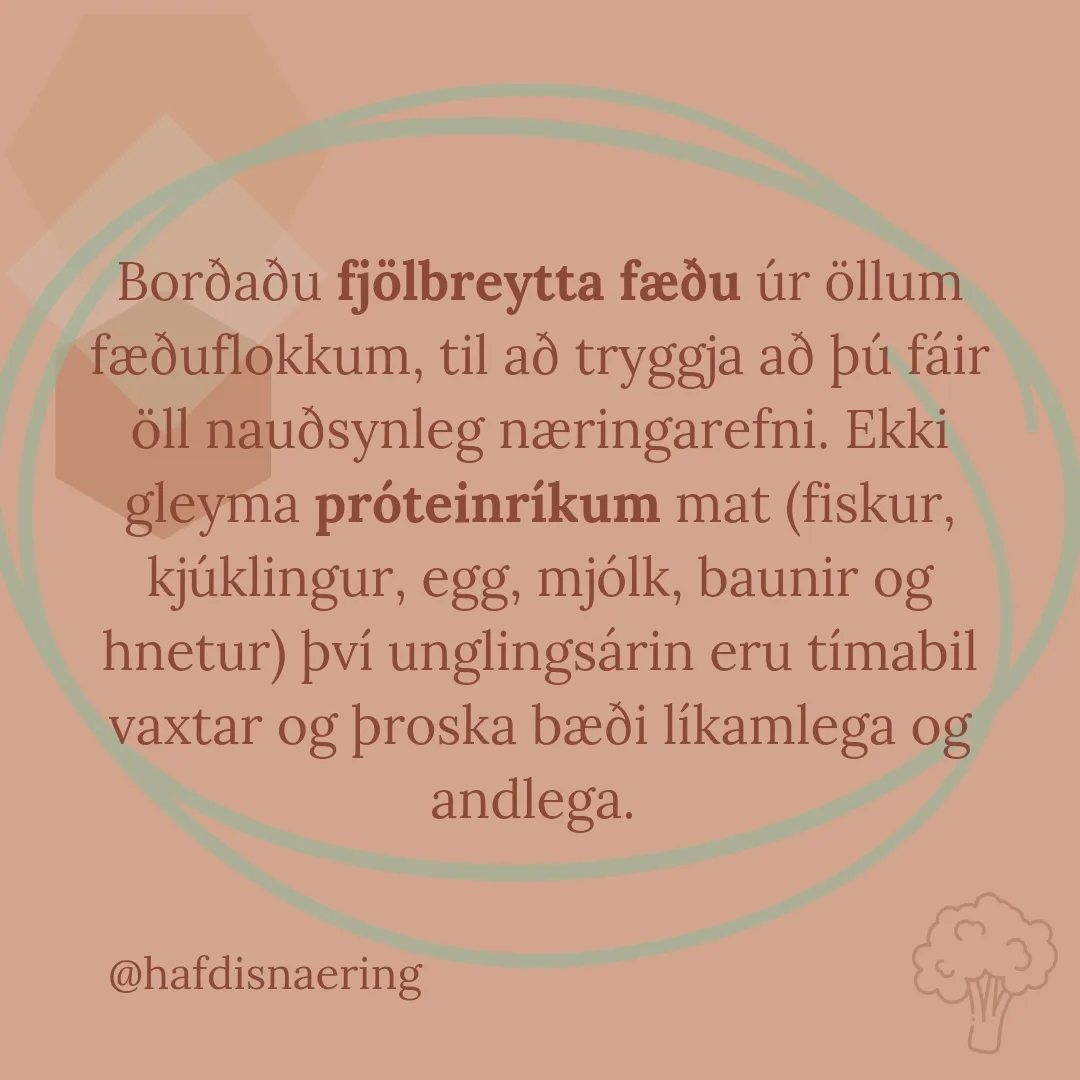 Borðaðu fjölbreytta fæðu úr öllum
fæðuflokkum, til að tryggja að þú fáir
öll nauðsynleg næringarefni. Ekki
gleyma próteinríkum mat (fiskur,
kjúklingur, egg, mjólk, baunir og
hnetur) því unglingsárin eru tímabil
vaxtar og þroska bæði líkamlega og
andlega.
@hafdisnaering